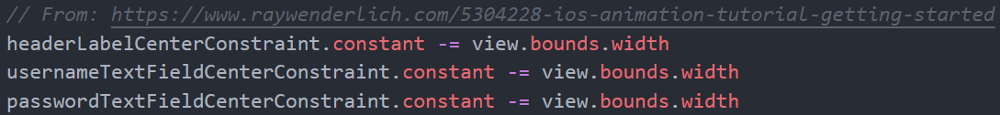 // From: https://www.raywenderlich.com/5304228-ios-animation-tutorial-getting-started
headerLabelCenterConstraint.constant -= view.bounds.width
usernameTextFieldCenterConstraint.constant -= view.bounds.width
passwordTextFieldCenterConstraint.constant -= view.bounds.width